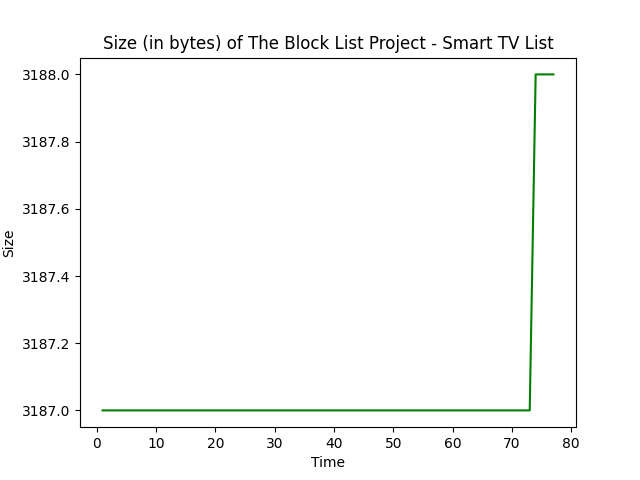 Size (in bytes) of The Block List Project - Smart TV List
3188.0
3187.8
3187.6
3187.4
3187.2
3187.0
Size
0 10 20 30 40 50 60 70 80
Time